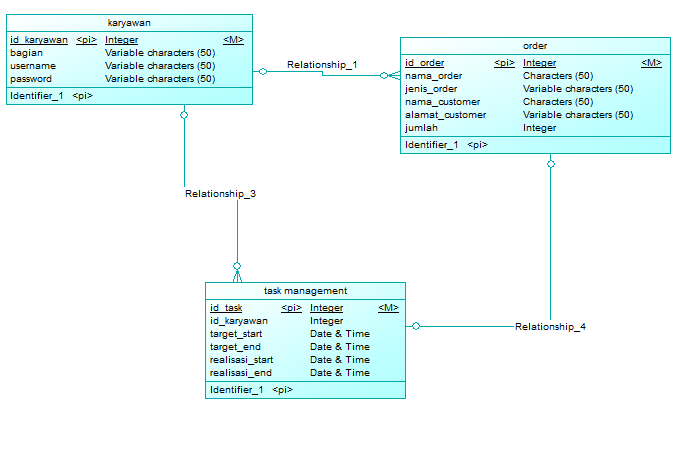 karyawan
id_karyawan <pi> Integer <M>
bagian Variable characters (50)
username Variable characters (50)
password Variable characters (50)
Identifier_1 <pi>
Relationship_1
order
id_order <pi> Integer <M>
nama_order Characters (50)
jenis_order Variable characters (50)
nama_customer Characters (50)
alamat_customer Variable characters (50)
jumlah Integer
Identifier_1 <pi>
Relationship_3
task management
id_task <pi> Integer <M>
id_karyawan Integer
target_start Date & Time
target_end Date & Time
realisasi_start Date & Time
realisasi_end Date & Time
Identifier_1 <pi>
Relationship_4